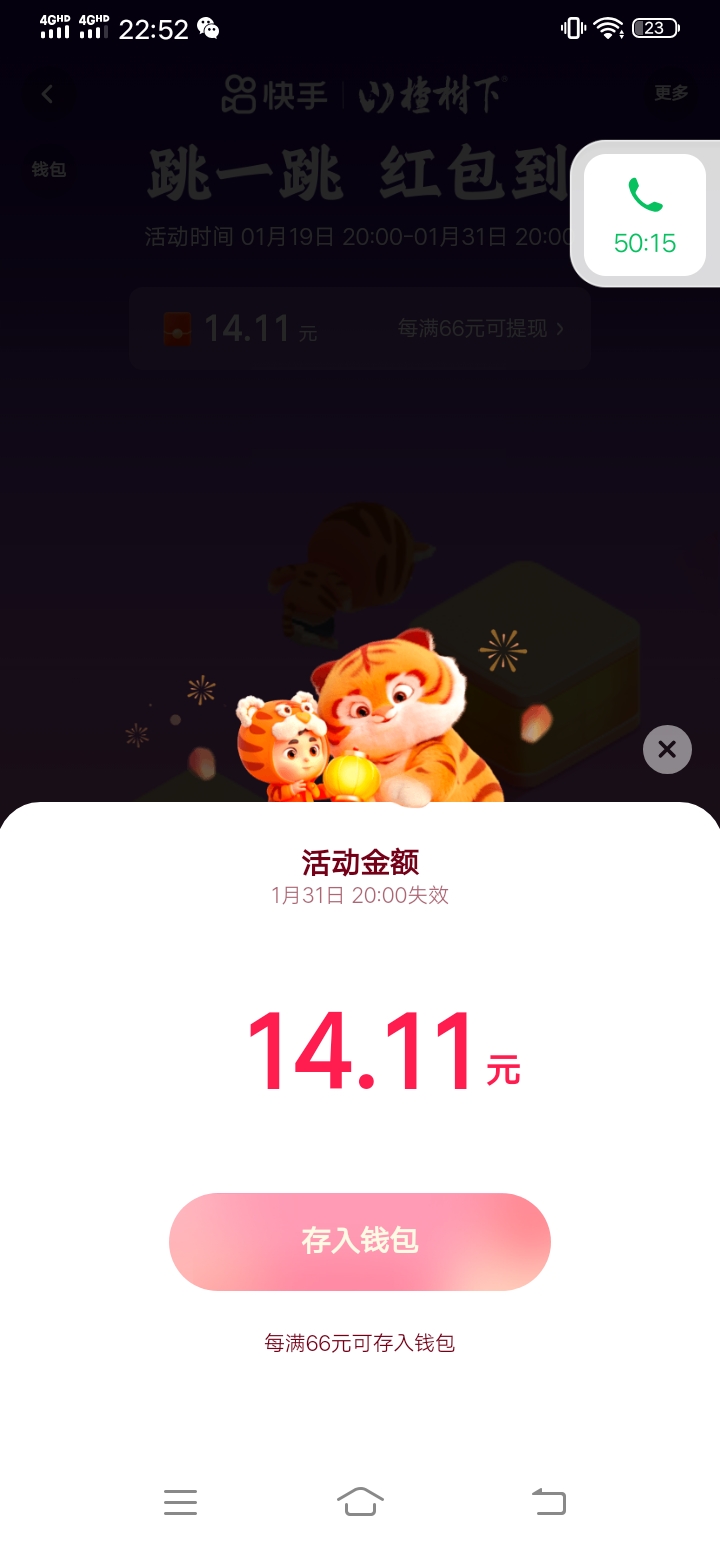 4GHD 4GHD 22:52 23
快手 楂树下
更多
钱包
跳一跳 红包到
50:15
活动时间 01月19日 20:00-01月31日 20:00
14.11元 每满66元可提现
活动金额
1月31日 20:00失效
14.11元
存入钱包
每满66元可存入钱包